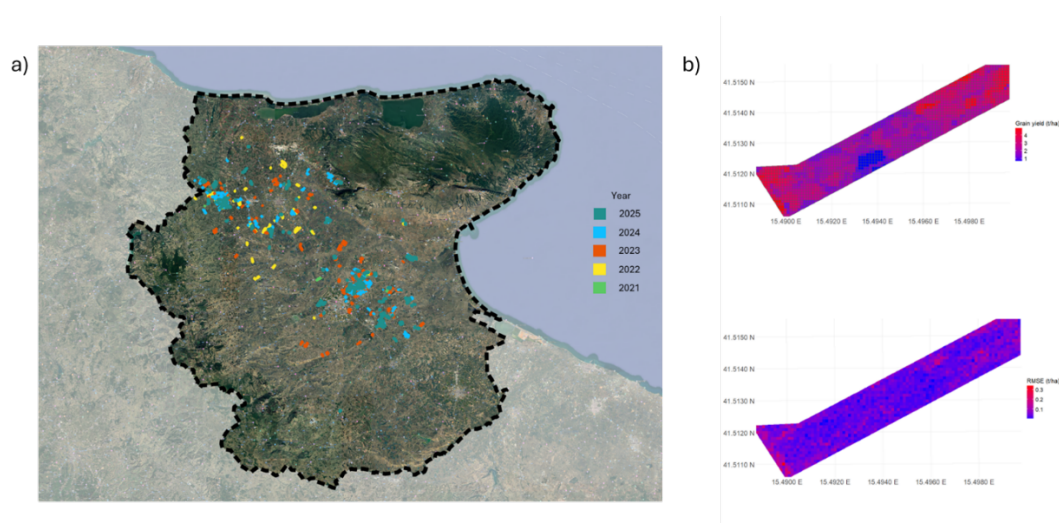 a)
Year
2025
2024
2023
2022
2021
b)
41.5150 N
41.5140 N
41.5130 N
41.5120 N
41.5110 N
15.4900 E 15.4920 E 15.4940 E 15.4960 E 15.4980 E
Grain yield (t/ha)
4
3
2
1
41.5150 N
41.5140 N
41.5130 N
41.5120 N
41.5110 N
15.4900 E 15.4920 E 15.4940 E 15.4960 E 15.4980 E
RMSE (t/ha)
0.3
0.2
0.1